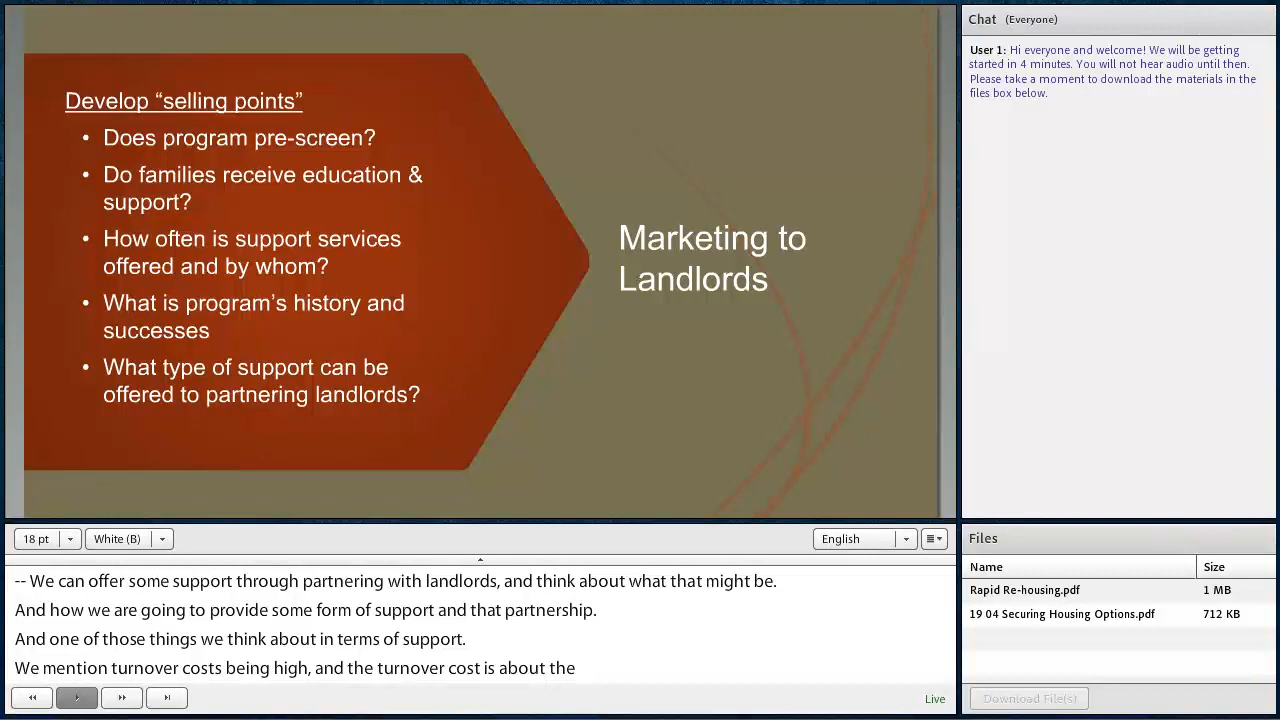 Develop “selling points”
• Does program pre-screen?
• Do families receive education &
support?
• How often is support services
offered and by whom?
• What is program’s history and
successes
• What type of support can be
offered to partnering landlords?
Marketing to
Landlords
Chat (Everyone)
User 1: Hi everyone and welcome! We will be getting
started in 4 minutes. You will not hear audio until then.
Please take a moment to download the materials in the
files box below.
18 pt
White (B)
English
-- We can offer some support through partnering with landlords, and think about what that might be.
And how we are going to provide some form of support and that partnership.
And one of those things we think about in terms of support.
We mention turnover costs being high, and the turnover cost is about the
Live
Files
Name Size
Rapid Re-housing.pdf 1 MB
19 04 Securing Housing Options.pdf 712 KB
Download File(s)